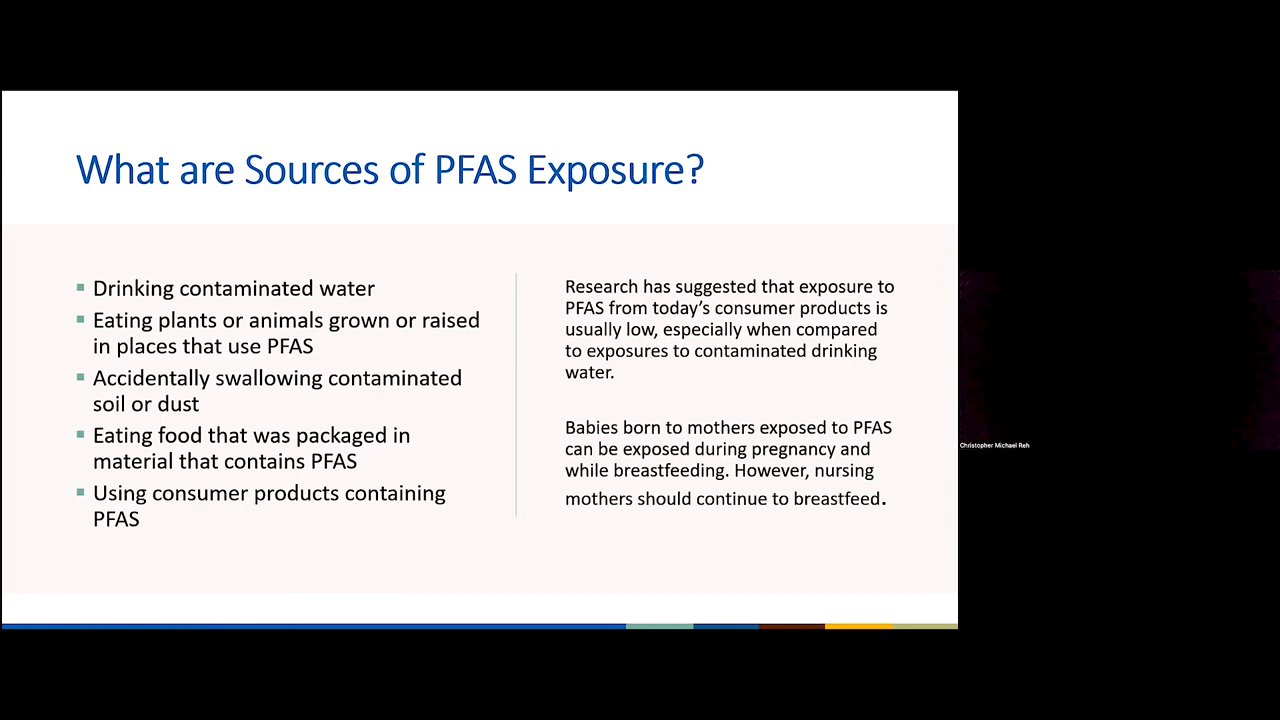 What are Sources of PFAS Exposure?
▪ Drinking contaminated water
▪ Eating plants or animals grown or raised
in places that use PFAS
▪ Accidentally swallowing contaminated
soil or dust
▪ Eating food that was packaged in
material that contains PFAS
▪ Using consumer products containing
PFAS
Research has suggested that exposure to
PFAS from today’s consumer products is
usually low, especially when compared
to exposures to contaminated drinking
water.
Babies born to mothers exposed to PFAS
can be exposed during pregnancy and
while breastfeeding. However, nursing
mothers should continue to breastfeed.
Christopher Michael Reh